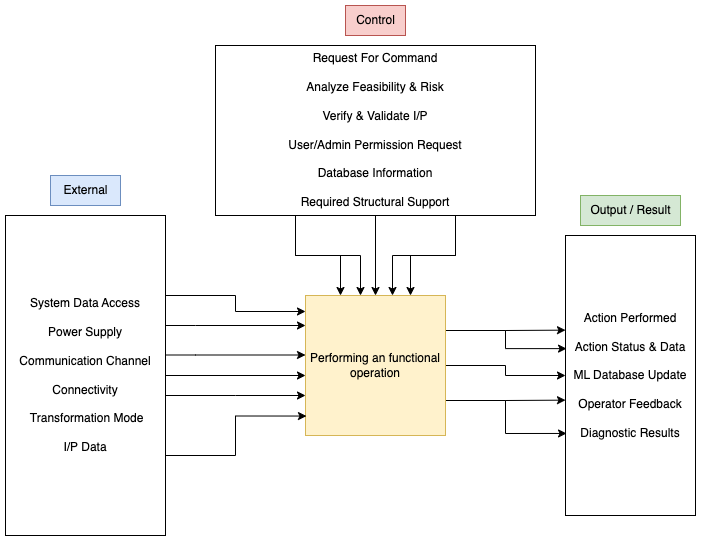 Control
Request For Command
Analyze Feasibility & Risk
Verify & Validate I/P
User/Admin Permission Request
Database Information
Required Structural Support
External
System Data Access
Power Supply
Communication Channel
Connectivity
Transformation Mode
I/P Data
Performing an functional
operation
Output / Result
Action Performed
Action Status & Data
ML Database Update
Operator Feedback
Diagnostic Results